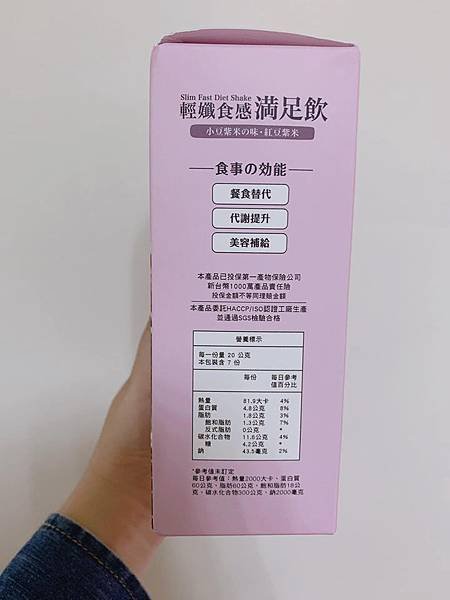 Slim Fast Diet Shake
輕孅食感満足飲
小豆紫米の味・紅豆紫米
食事の効能
餐食替代
代謝提升
美容補給
本產品已投保第一產物保險公司
新台幣1000萬產品責任險
投保金額不等同理賠金額
本產品委託HACCP/ISO認證工廠生產
並通過SGS檢驗合格
營養標示
每一份量 20 公克
本包裝含 7 份
每份 每日參考值百分比
熱量 81.9大卡 4%
蛋白質 4.8公克 8%
脂肪 1.8公克 3%
飽和脂肪 1.3公克 7%
反式脂肪 0公克 *
碳水化合物 11.6公克 4%
糖 4.2公克 *
鈉 43.5毫克 2%
*參考值未訂定
每日參考值：熱量2000大卡、蛋白質
60公克、脂肪60公克、飽和脂肪18公
克、碳水化合物300公克、鈉2000毫克